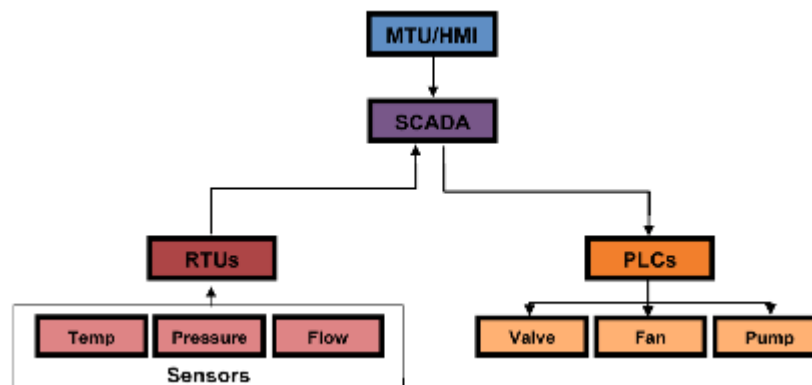 MTU/HMI
SCADA
RTUs
PLCs
Temp Pressure Flow
Valve Fan Pump
Sensors